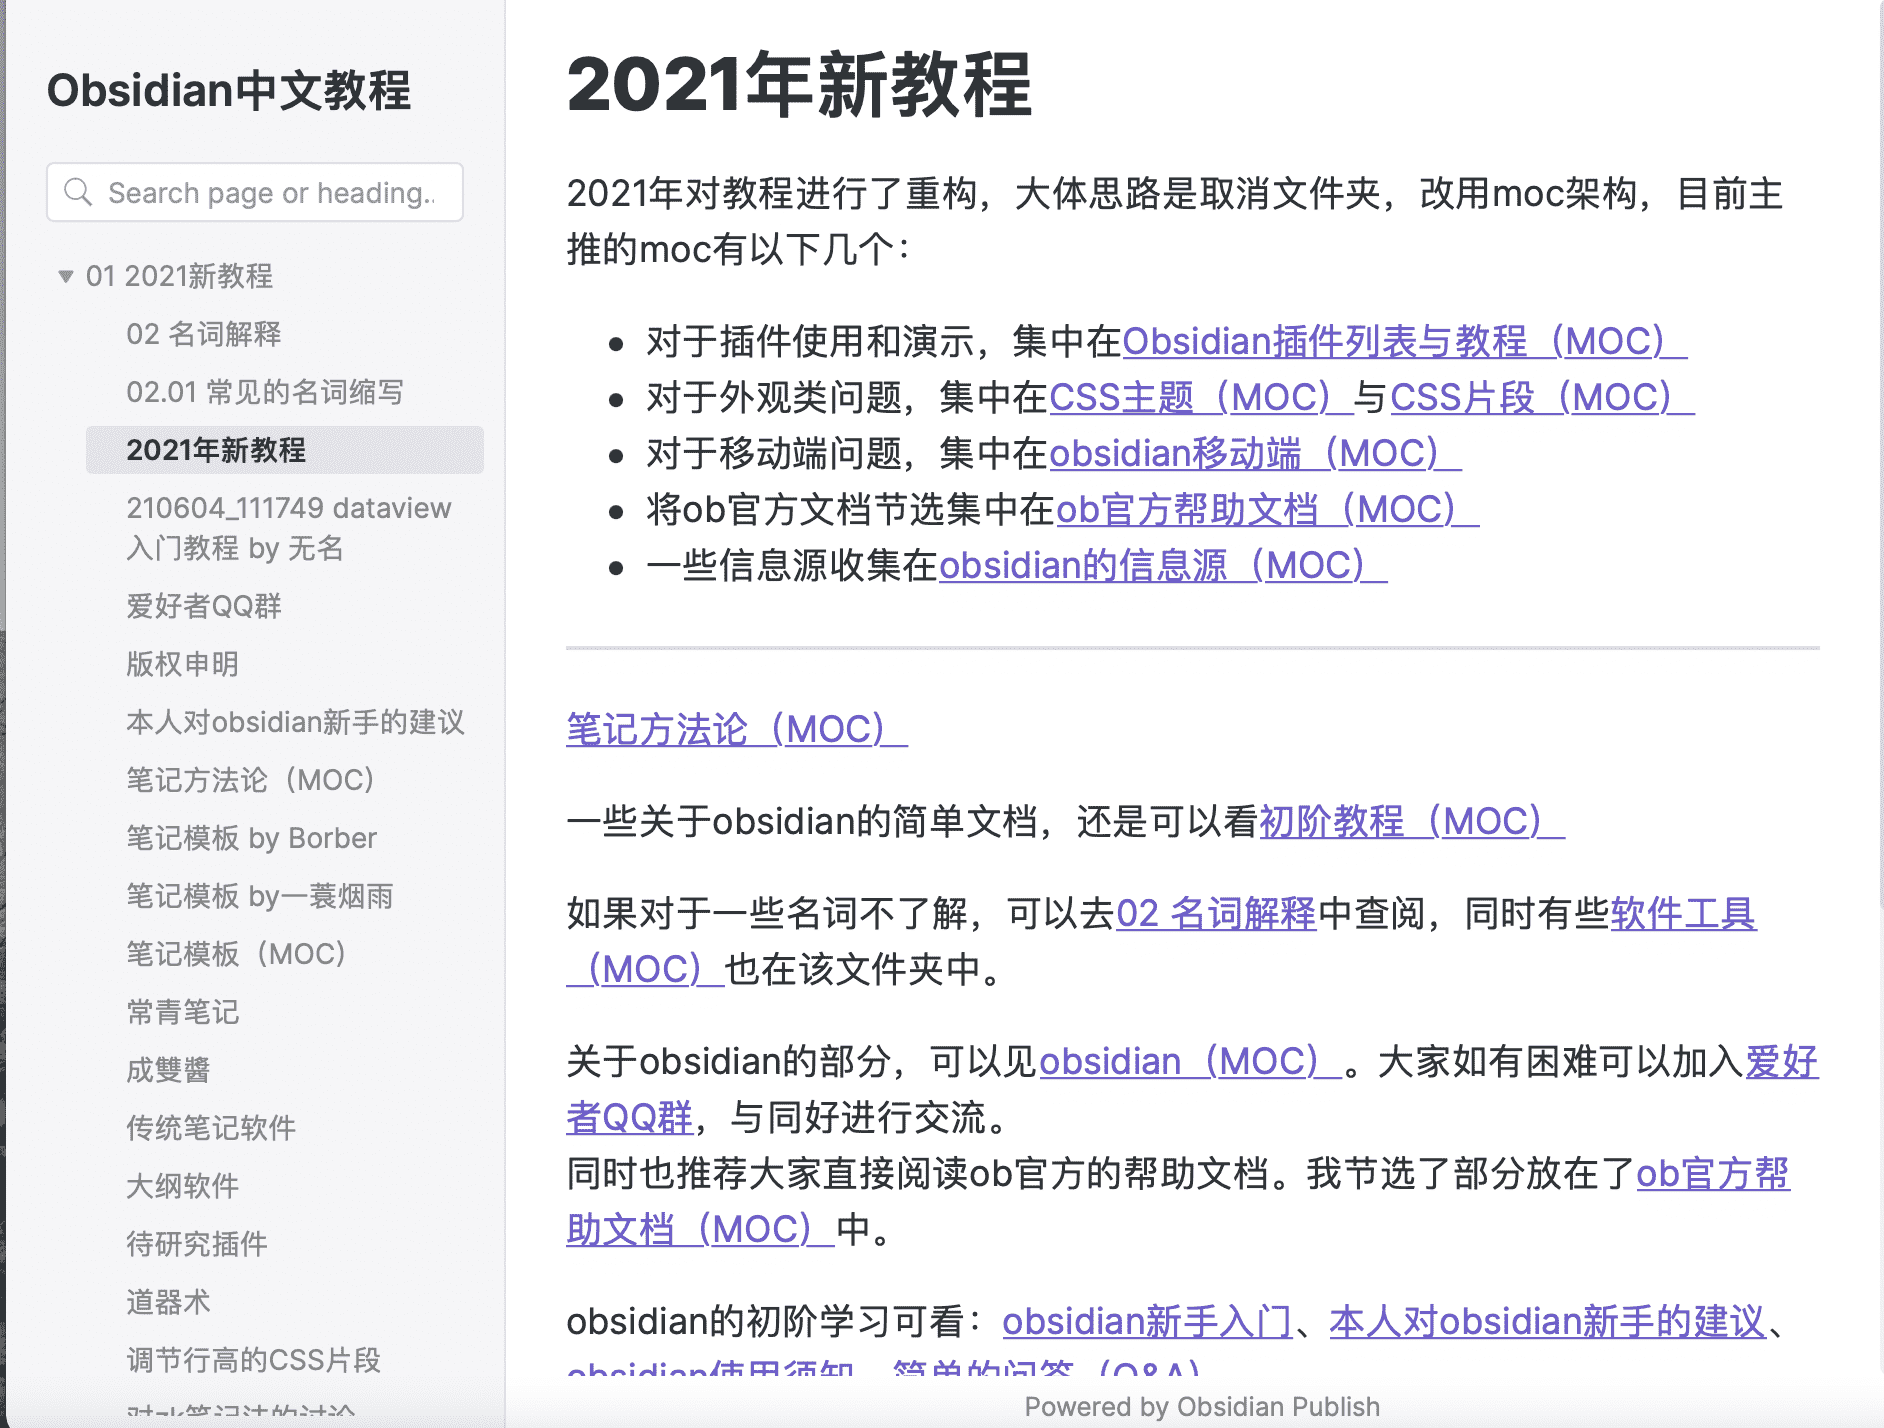 Obsidian中文教程
Search page or heading..
01 2021新教程
02 名词解释
02.01 常见的名词缩写
2021年新教程
210604_111749 dataview
入门教程 by 无名
爱好者QQ群
版权申明
本人对obsidian新手的建议
笔记方法论（MOC）
笔记模板 by Borber
笔记模板 by一蓑烟雨
笔记模板（MOC）
常青笔记
成雙醬
传统笔记软件
大纲软件
待研究插件
道器术
调节行高的CSS片段
对zk笔记法的讨论
2021年新教程
2021年对教程进行了重构，大体思路是取消文件夹，改用moc架构，目前主
推的moc有以下几个：
对于插件使用和演示，集中在Obsidian插件列表与教程（MOC）
对于外观类问题，集中在CSS主题（MOC）与CSS片段（MOC）
对于移动端问题，集中在obsidian移动端（MOC）
将ob官方文档节选集中在ob官方帮助文档（MOC）
一些信息源收集在obsidian的信息源（MOC）
笔记方法论（MOC）
一些关于obsidian的简单文档，还是可以看初阶教程（MOC）
如果对于一些名词不了解，可以去02 名词解释中查阅，同时有些软件工具
（MOC）也在该文件夹中。
关于obsidian的部分，可以见obsidian（MOC）。大家如有困难可以加入爱好
者QQ群，与同好进行交流。
同时也推荐大家直接阅读ob官方的帮助文档。我节选了部分放在了ob官方帮
助文档（MOC）中。
obsidian的初阶学习可看：obsidian新手入门、本人对obsidian新手的建议、
obsidian使用须知、简单的问答（Q&A）
Powered by Obsidian Publish